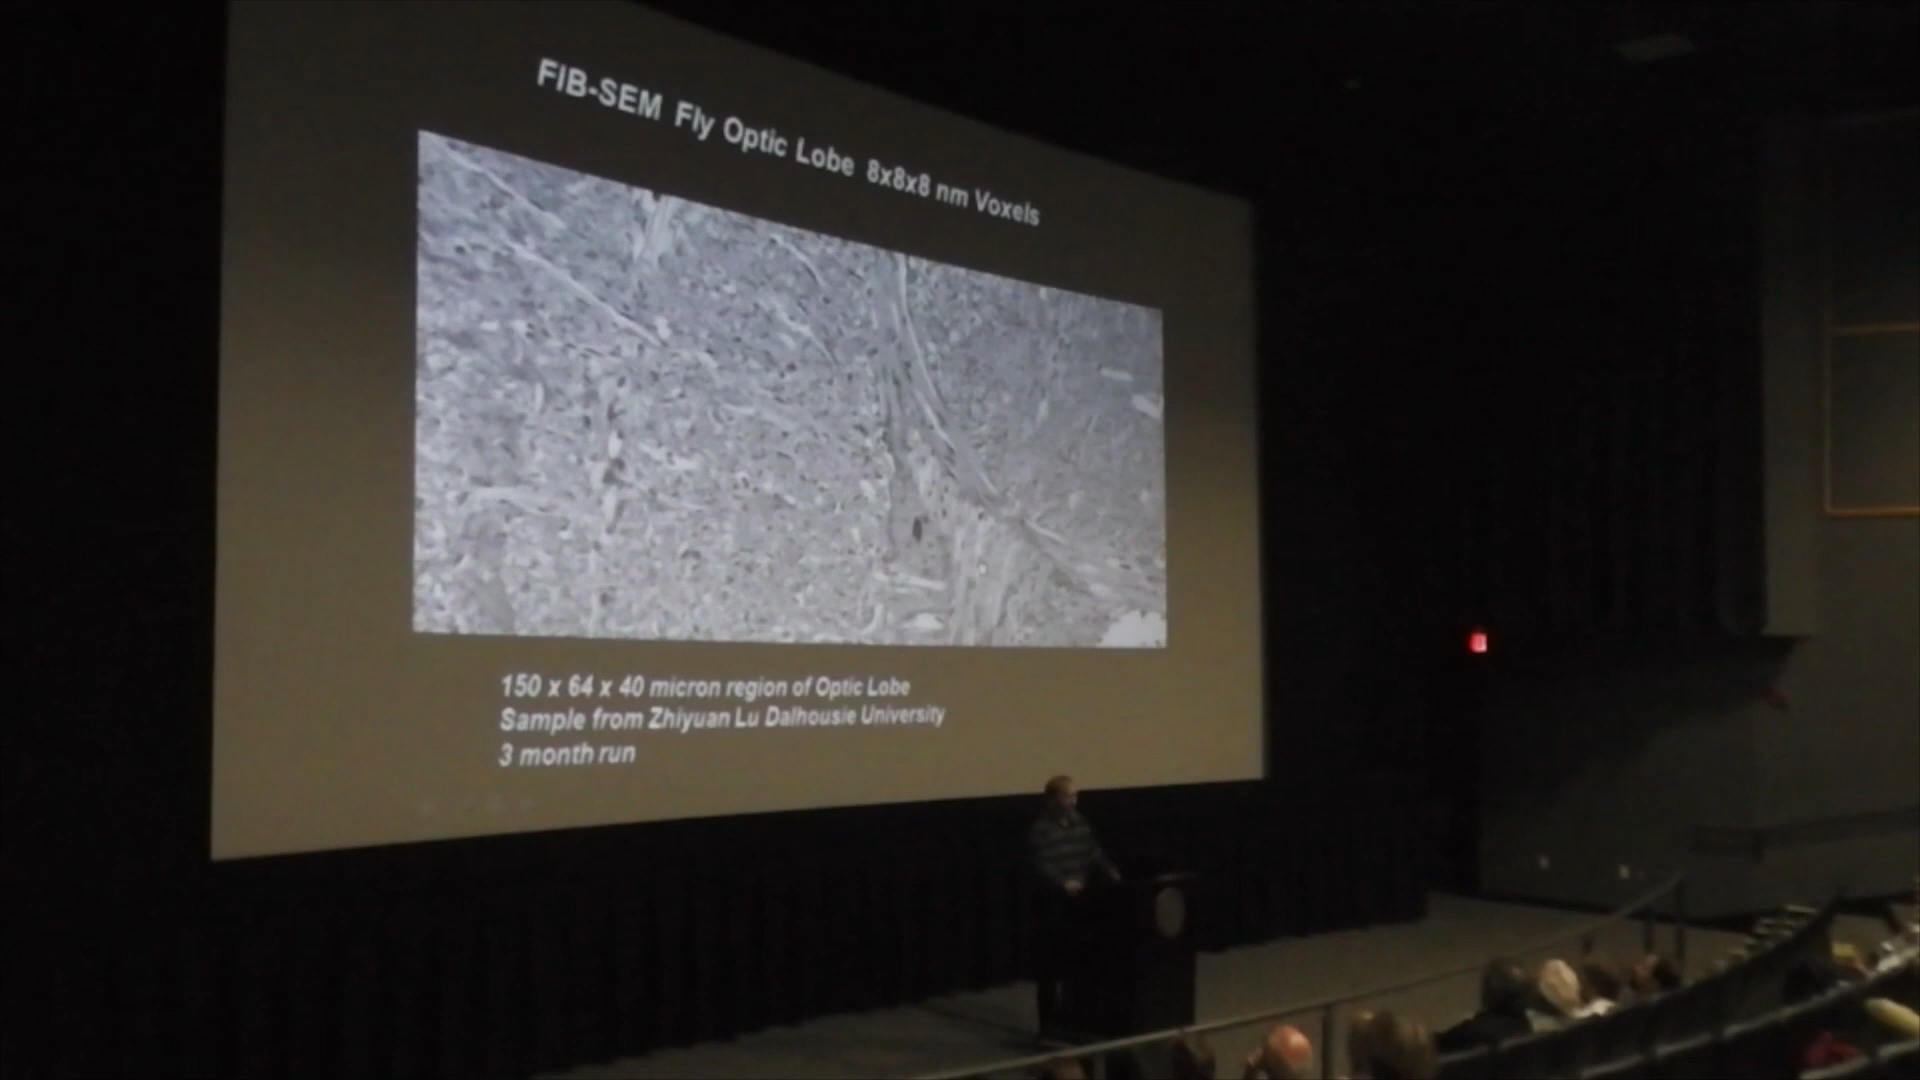 FIB-SEM Fly Optic Lobe 8x8x8 nm Voxels
150 x 64 x 40 micron region of Optic Lobe
Sample from Zhiyuan Lu Dalhousie University
3 month run